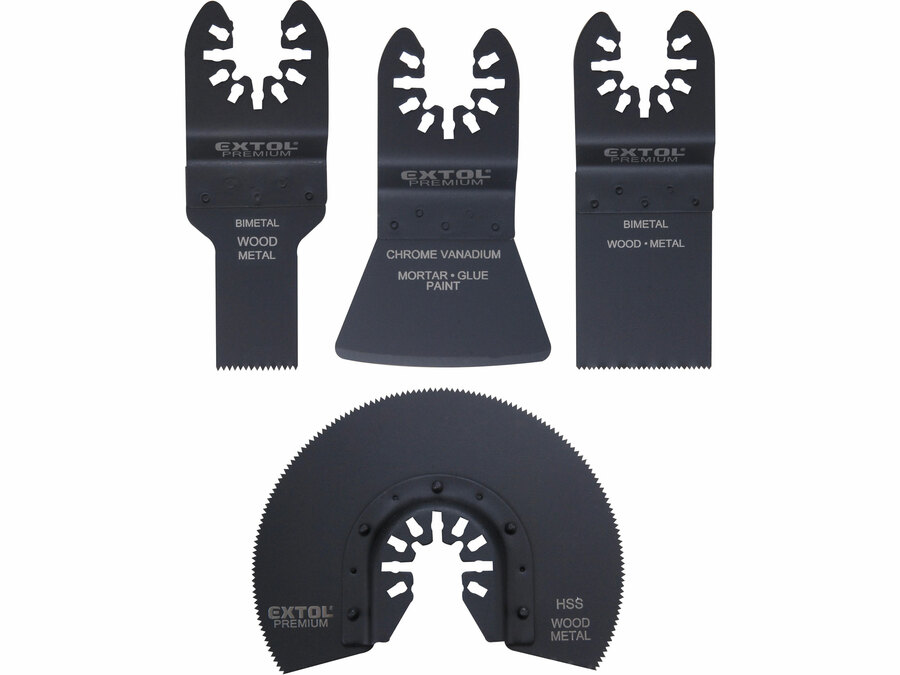 EXTOL®
PREMIUM
BIMETAL
WOOD
METAL
EXTOL®
PREMIUM
CHROME VANADIUM
MORTAR • GLUE
PAINT
EXTOL®
PREMIUM
BIMETAL
WOOD • METAL
EXTOL®
PREMIUM
HSS
WOOD
METAL